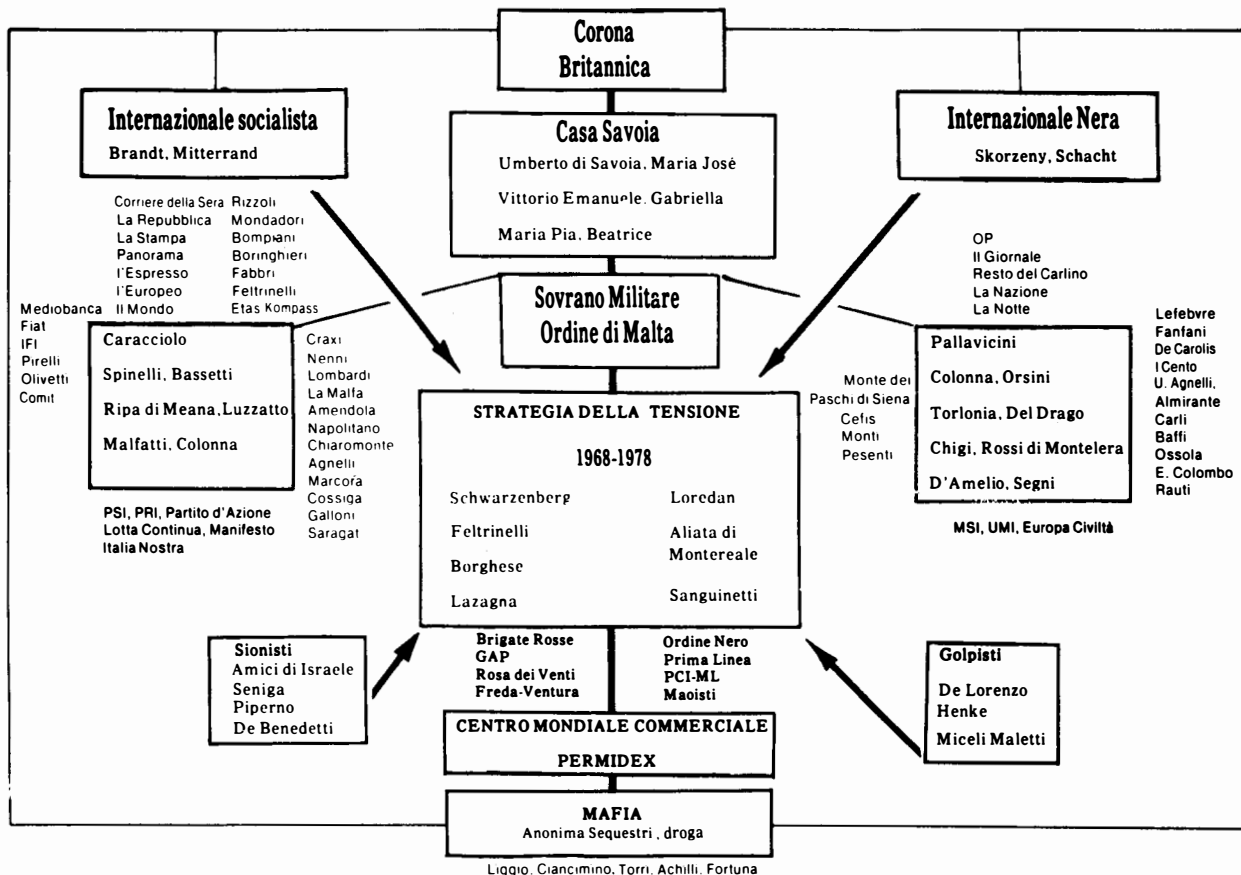 Corona
Britannica
Internazionale socialista
Brandt, Mitterrand
Casa Savoia
Umberto di Savoia, Maria José
Vittorio Emanuele, Gabriella
Maria Pia, Beatrice
Internazionale Nera
Skorzeny, Schacht
Corriere della Sera
La Repubblica
La Stampa
Panorama
l'Espresso
l'Europeo
Il Mondo
Rizzoli
Mondadori
Bompiani
Boringhieri
Fabbri
Feltrinelli
Etas Kompass
Mediobanca
Fiat
IFI
Pirelli
Olivetti
Comit
Caracciolo
Spinelli, Bassetti
Ripa di Meana, Luzzatto
Malfatti, Colonna
Craxi
Nenni
Lombardi
La Malfa
Amendola
Napolitano
Chiaromonte
Agnelli
Marcora
Cossiga
Galloni
Saragat
PSI, PRI, Partito d'Azione
Lotta Continua, Manifesto
Italia Nostra
Sovrano Militare
Ordine di Malta
OP
Il Giornale
Resto del Carlino
La Nazione
La Notte
Monte dei
Paschi di Siena
Cefis
Monti
Pesenti
Pallavicini
Colonna, Orsini
Torlonia, Del Drago
Chigi, Rossi di Montelera
D'Amelio, Segni
Lefebvre
Fanfani
De Carolis
I Cento
U. Agnelli,
Almirante
Carli
Baffi
Ossola
E. Colombo
Rauti
MSI, UMI, Europa Civiltà
STRATEGIA DELLA TENSIONE
1968-1978
Schwarzenberg
Feltrinelli
Borghese
Lazagna
Loredan
Aliata di
Montereale
Sanguinetti
Sionisti
Amici di Israele
Seniga
Piperno
De Benedetti
Brigate Rosse
GAP
Rosa dei Venti
Freda-Ventura
Ordine Nero
Prima Linea
PCI-ML
Maoisti
Golpisti
De Lorenzo
Henke
Miceli Maletti
CENTRO MONDIALE COMMERCIALE
PERMIDEX
MAFIA
Anonima Sequestri, droga
Liggio, Ciancimino, Torri, Achilli, Fortuna